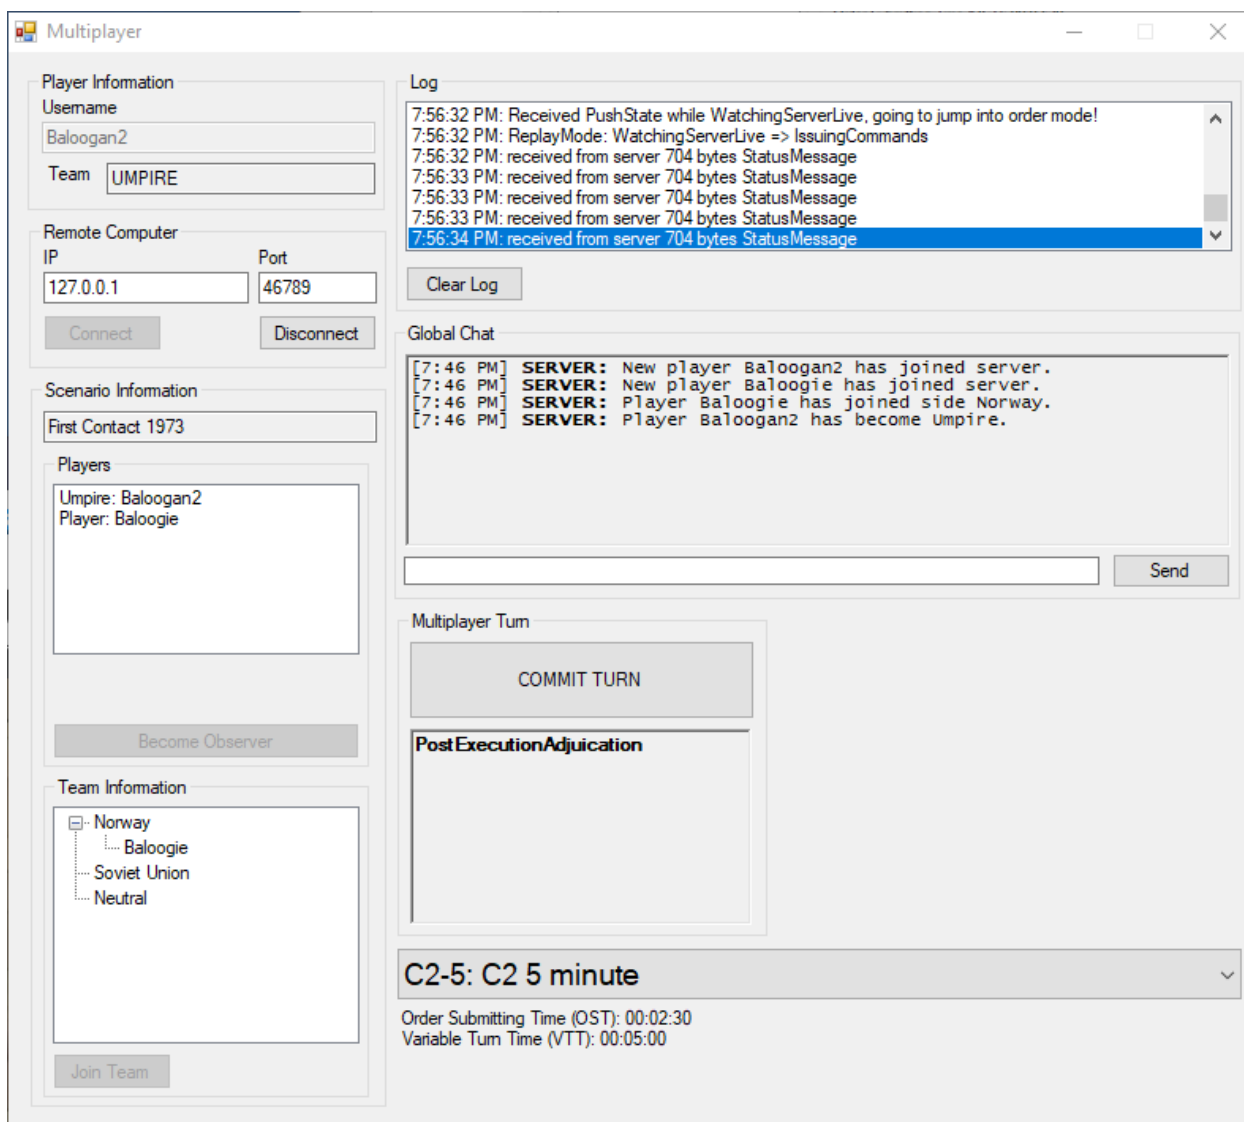 Multiplayer
Player Information
Username
Baloogan2
Team
UMPIRE
Remote Computer
IP
Port
127.0.0.1
46789
Connect
Disconnect
Scenario Information
First Contact 1973
Players
Umpire: Baloogan2
Player: Baloogie
Become Observer
Team Information
Norway
Baloogie
Soviet Union
Neutral
Join Team
Log
7:56:32 PM: Received PushState while WatchingServerLive, going to jump into order mode!
7:56:32 PM: ReplayMode: WatchingServerLive => IssuingCommands
7:56:32 PM: received from server 704 bytes StatusMessage
7:56:33 PM: received from server 704 bytes StatusMessage
7:56:33 PM: received from server 704 bytes StatusMessage
7:56:33 PM: received from server 704 bytes StatusMessage
7:56:34 PM: received from server 704 bytes StatusMessage
Clear Log
Global Chat
[7:46 PM] SERVER: New player Baloogan2 has joined server.
[7:46 PM] SERVER: New player Baloogie has joined server.
[7:46 PM] SERVER: Player Baloogie has joined side Norway.
[7:46 PM] SERVER: Player Baloogan2 has become Umpire.
Send
Multiplayer Turn
COMMIT TURN
PostExecutionAdjuication
C2-5: C2 5 minute
Order Submitting Time (OST): 00:02:30
Variable Turn Time (VTT): 00:05:00